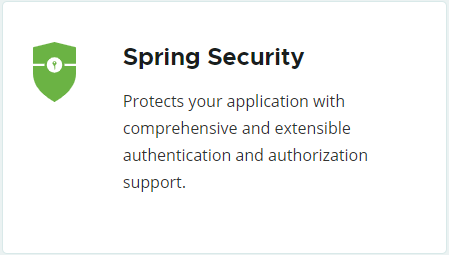 Spring Security
Protects your application with
comprehensive and extensible
authentication and authorization
support.